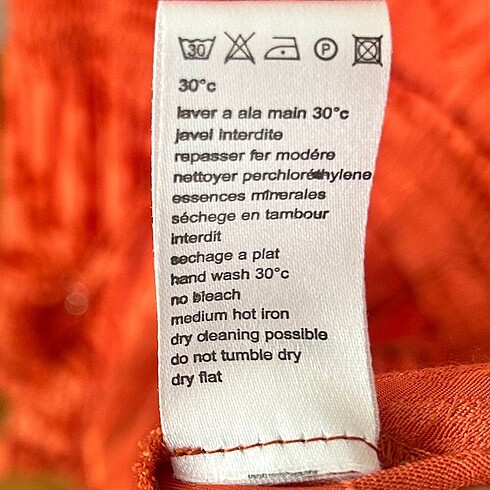 30 P
30°c
laver a ala main 30°c
javel interdite
repasser fer modére
nettoyer perchloréthylene
essences minerales
séchege en tambour
interdit
sechage a plat
hand wash 30°c
no bleach
medium hot iron
dry cleaning possible
do not tumble dry
dry flat